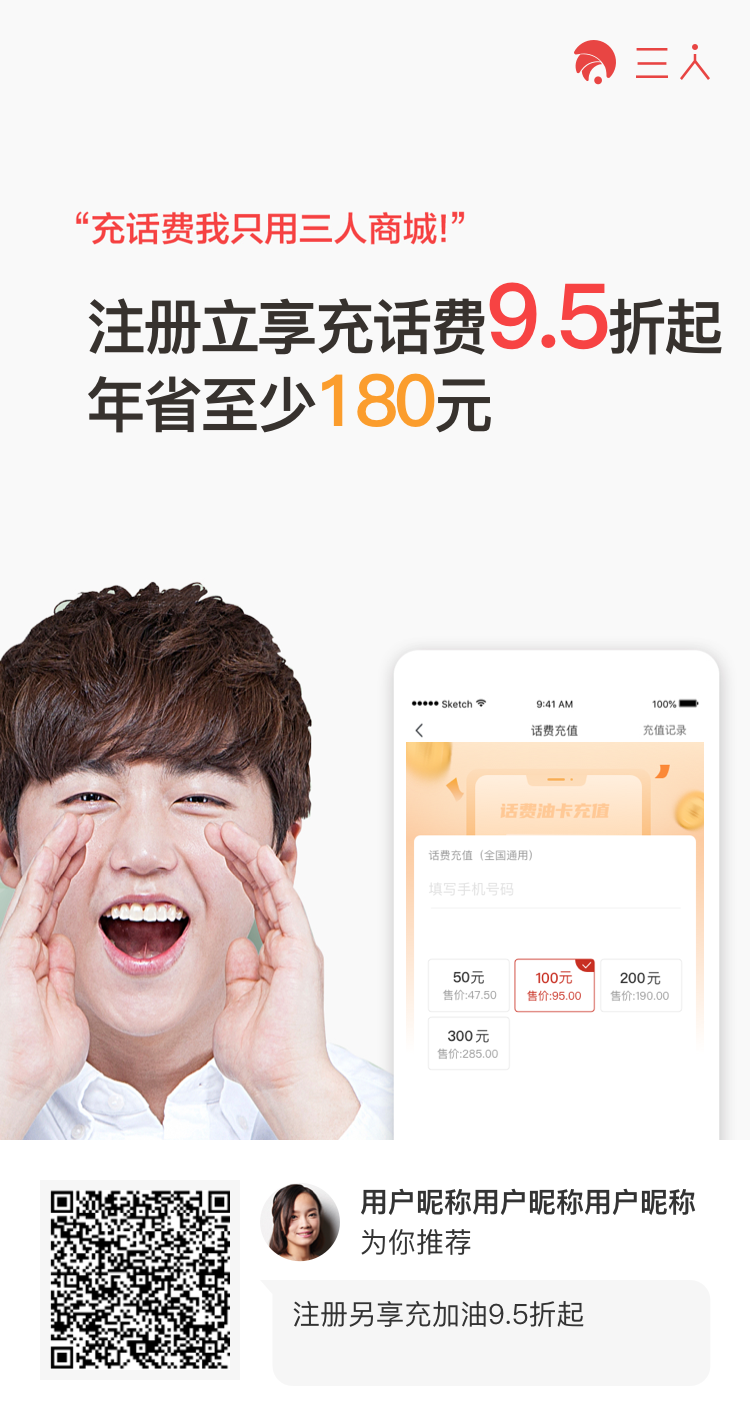 三人
“充话费我只用三人商城!”
注册立享充话费9.5折起
年省至少180元
Sketch 9:41 AM 100%
话费充值 充值记录
话费油卡充值
话费充值（全国通用）
填写手机号码
50元 100元 200元
售价:47.50 售价:95.00 售价:190.00
300 元
售价:285.00
用户昵称用户昵称用户昵称
为你推荐
注册另享充加油9.5折起